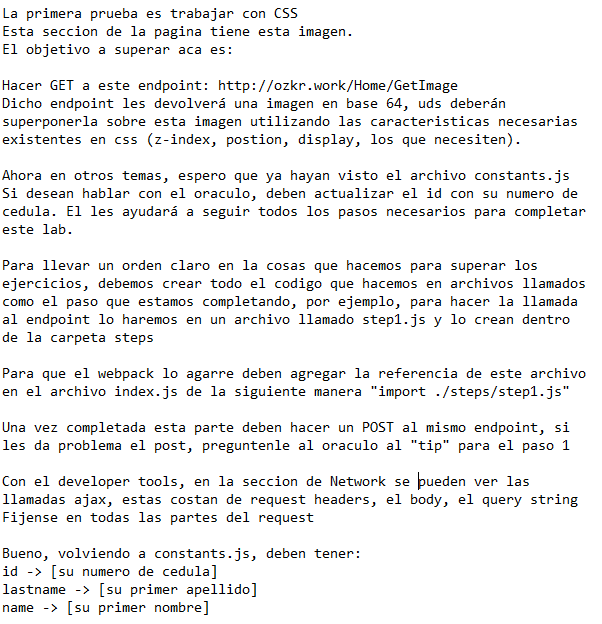 La primera prueba es trabajar con CSS
Esta seccion de la pagina tiene esta imagen.
El objetivo a superar aca es:
Hacer GET a este endpoint: http://ozkr.work/Home/GetImage
Dicho endpoint les devolverá una imagen en base 64, uds deberán
superponerla sobre esta imagen utilizando las caracteristicas necesarias
existentes en css (z-index, postion, display, los que necesiten).
Ahora en otros temas, espero que ya hayan visto el archivo constants.js
Si desean hablar con el oraculo, deben actualizar el id con su numero de
cedula. El les ayudará a seguir todos los pasos necesarios para completar
este lab.
Para llevar un orden claro en la cosas que hacemos para superar los
ejercicios, debemos crear todo el codigo que hacemos en archivos llamados
como el paso que estamos completando, por ejemplo, para hacer la llamada
al endpoint lo haremos en un archivo llamado step1.js y lo crean dentro
de la carpeta steps
Para que el webpack lo agarre deben agregar la referencia de este archivo
en el archivo index.js de la siguiente manera "import ./steps/step1.js"
Una vez completada esta parte deben hacer un POST al mismo endpoint, si
les da problema el post, preguntenle al oraculo al "tip" para el paso 1
Con el developer tools, en la seccion de Network se pueden ver las
llamadas ajax, estas costan de request headers, el body, el query string
Fijense en todas las partes del request
Bueno, volviendo a constants.js, deben tener:
id -> [su numero de cedula]
lastname -> [su primer apellido]
name -> [su primer nombre]